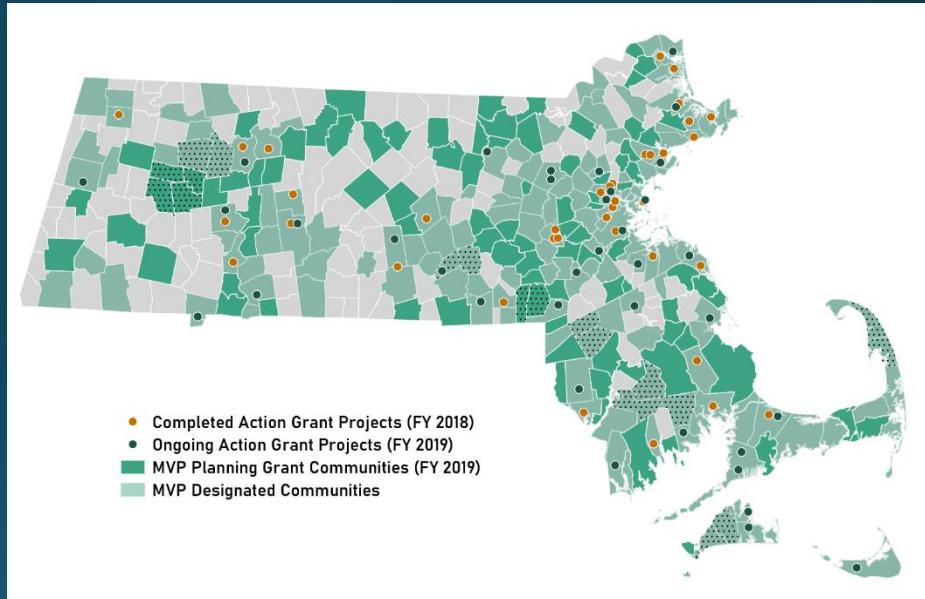 Completed Action Grant Projects (FY 2018)
Ongoing Action Grant Projects (FY 2019)
MVP Planning Grant Communities (FY 2019)
MVP Designated Communities